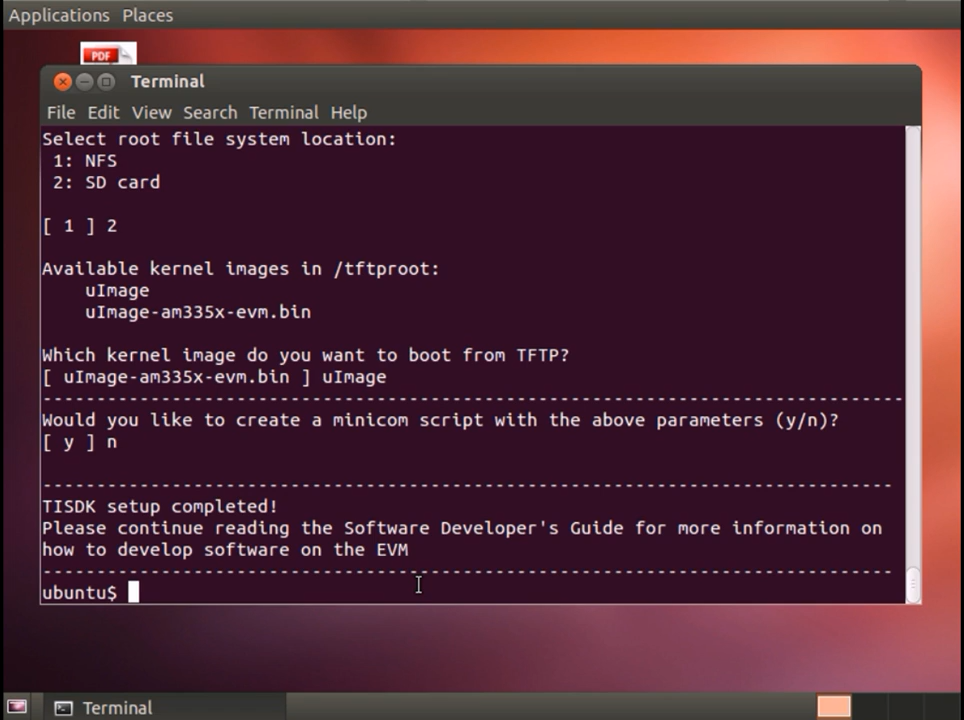 Applications Places
PDF
Terminal
File Edit View Search Terminal Help
Select root file system location:
1: NFS
2: SD card
[ 1 ] 2
Available kernel images in /tftproot:
uImage
uImage-am335x-evm.bin
Which kernel image do you want to boot from TFTP?
[ uImage-am335x-evm.bin ] uImage
--------------------------------------------------------------------------------
Would you like to create a minicom script with the above parameters (y/n)?
[ y ] n
-------------------------------------------------------------------------------
TISDK setup completed!
Please continue reading the Software Developer's Guide for more information on
how to develop software on the EVM
-------------------------------------------------------------------------------
ubuntu$
Terminal